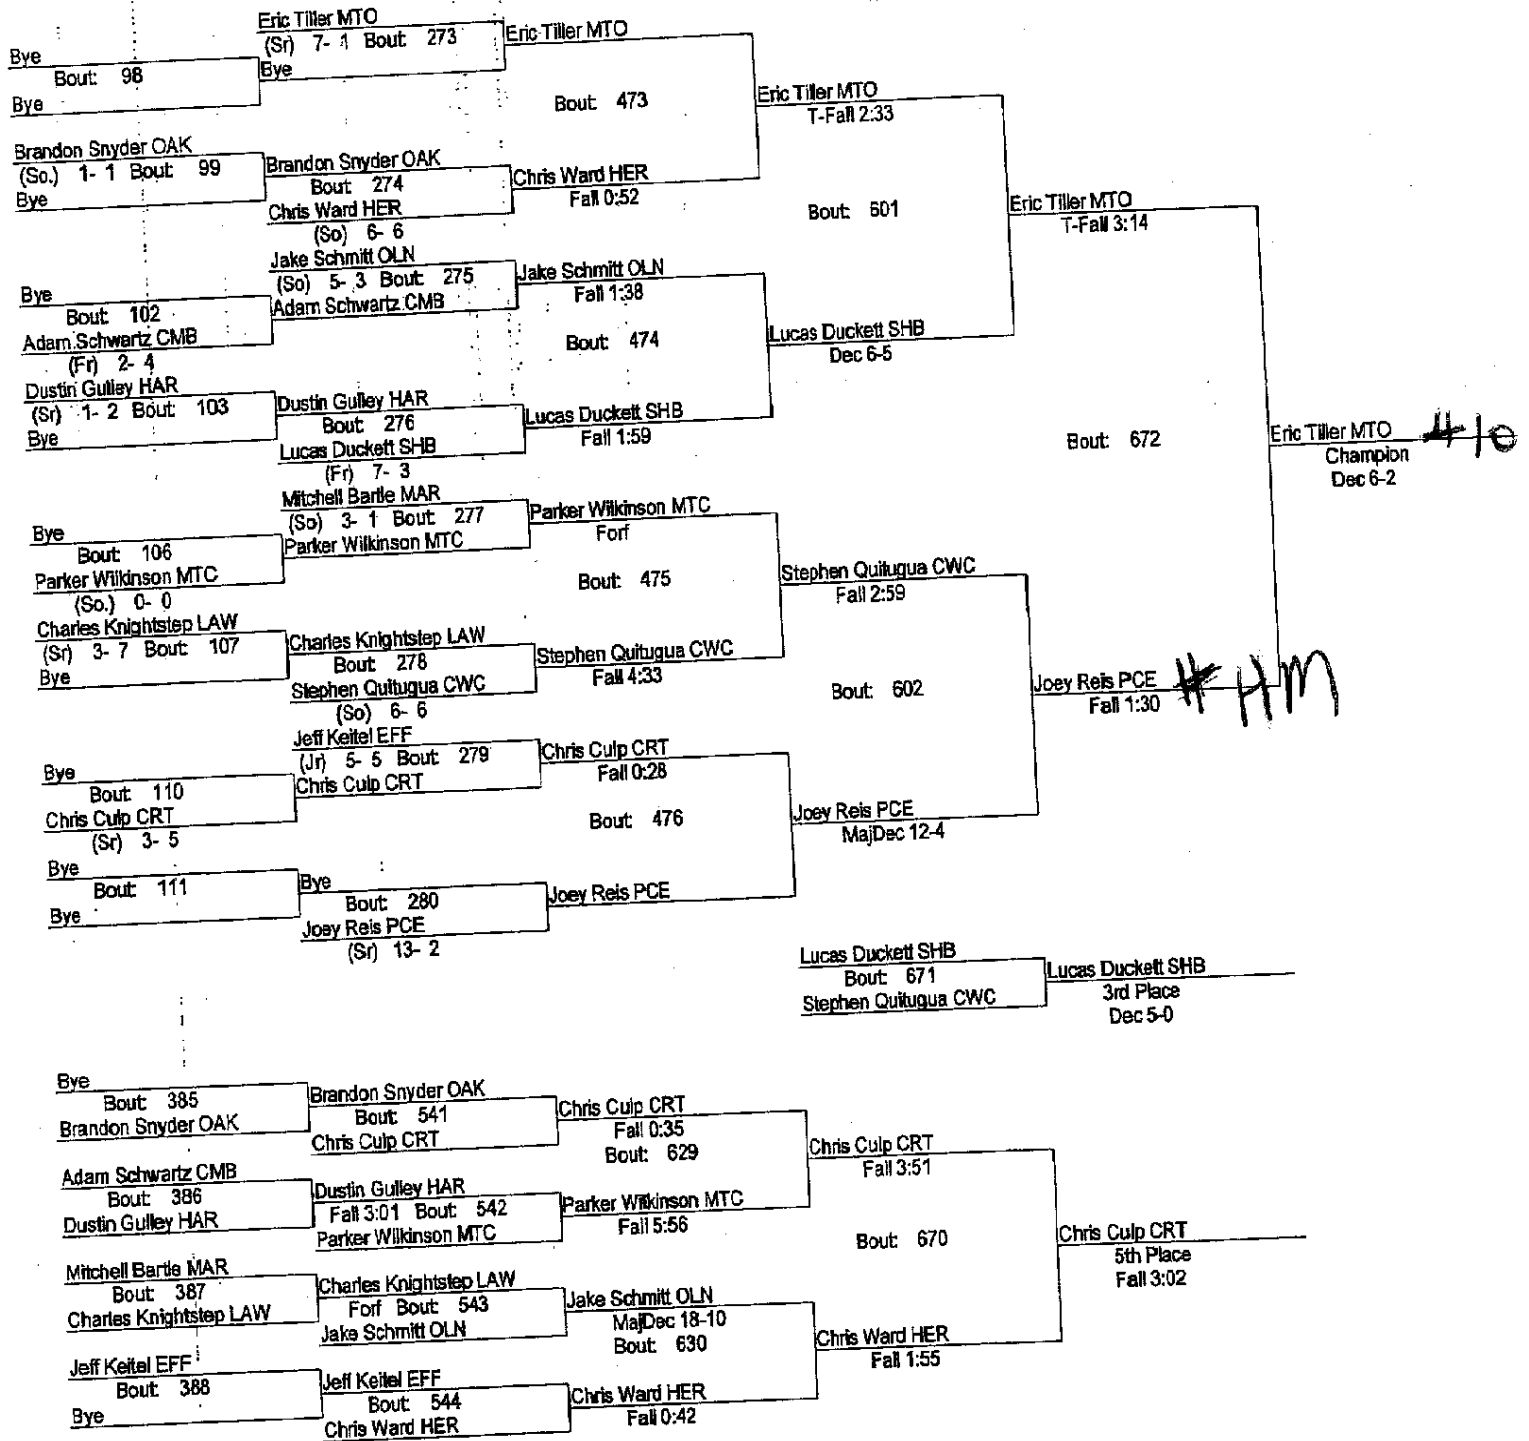 Eric Tiller MTO
(Sr) 7- 1 Bout: 273
Eric Tiller MTO
Bye
Bout: 98
Bye
Bye
Bout: 473
Eric Tiller MTO
T-Fall 2:33
Brandon Snyder OAK
(So.) 1- 1 Bout: 99
Bye
Brandon Snyder OAK
Bout: 274
Chris Ward HER
(So) 6- 6
Chris Ward HER
Fall 0:52
Bout: 601
Eric Tiller MTO
T-Fall 3:14
Jake Schmitt OLN
(So) 5- 3 Bout: 275
Adam Schwartz CMB
Jake Schmitt OLN
Fall 1:38
Bye
Bout: 102
Adam Schwartz CMB
(Fr) 2- 4
Bout: 474
Lucas Duckett SHB
Dec 6-5
Dustin Gulley HAR
(Sr) 1- 2 Bout: 103
Bye
Dustin Gulley HAR
Bout: 276
Lucas Duckett SHB
(Fr) 7- 3
Lucas Duckett SHB
Fall 1:59
Bout: 672
Eric Tiller MTO # 10
Champion
Dec 6-2
Mitchell Bartle MAR
(So) 3- 1 Bout: 277
Parker Wilkinson MTC
Parker Wilkinson MTC
Forf
Bye
Bout: 106
Parker Wilkinson MTC
(So.) 0- 0
Bout: 475
Stephen Quitugua CWC
Fall 2:59
Charles Knightstep LAW
(Sr) 3- 7 Bout: 107
Bye
Charles Knightstep LAW
Bout: 278
Stephen Quitugua CWC
(So) 6- 6
Stephen Quitugua CWC
Fall 4:33
Bout: 602
Joey Reis PCE # HM
Fall 1:30
Jeff Keitel EFF
(Jr) 5- 5 Bout: 279
Chris Culp CRT
Chris Culp CRT
Fall 0:28
Bye
Bout: 110
Chris Culp CRT
(Sr) 3- 5
Bout: 476
Joey Reis PCE
MajDec 12-4
Bye
Bout: 111
Bye
Bye
Bout: 280
Joey Reis PCE
(Sr) 13- 2
Joey Reis PCE
Lucas Duckett SHB
Bout: 671
Stephen Quitugua CWC
Lucas Duckett SHB
3rd Place
Dec 5-0
Bye
Bout: 385
Brandon Snyder OAK
Brandon Snyder OAK
Bout: 541
Chris Culp CRT
Chris Culp CRT
Fall 0:35
Bout: 629
Chris Culp CRT
Fall 3:51
Adam Schwartz CMB
Bout: 386
Dustin Gulley HAR
Dustin Gulley HAR
Fall 3:01 Bout: 542
Parker Wilkinson MTC
Parker Wilkinson MTC
Fall 5:56
Bout: 670
Chris Culp CRT
5th Place
Fall 3:02
Mitchell Bartle MAR
Bout: 387
Charles Knightstep LAW
Charles Knightstep LAW
Forf Bout: 543
Jake Schmitt OLN
Jake Schmitt OLN
MajDec 18-10
Bout: 630
Chris Ward HER
Fall 1:55
Jeff Keitel EFF
Bout: 388
Bye
Jeff Keitel EFF
Bout: 544
Chris Ward HER
Chris Ward HER
Fall 0:42